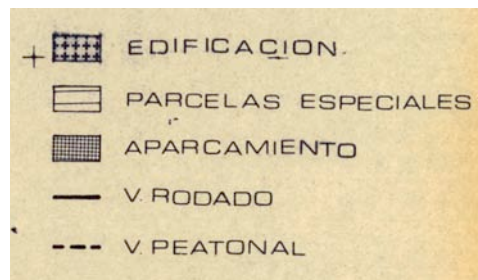 EDIFICACION.
PARCELAS ESPECIALES
APARCAMIENTO
V. RODADO
V. PEATONAL